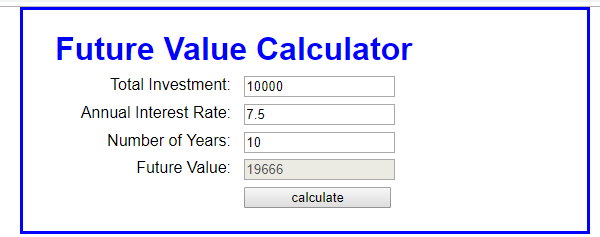 Future Value Calculator
Total Investment: 10000
Annual Interest Rate: 7.5
Number of Years: 10
Future Value: 19666
calculate